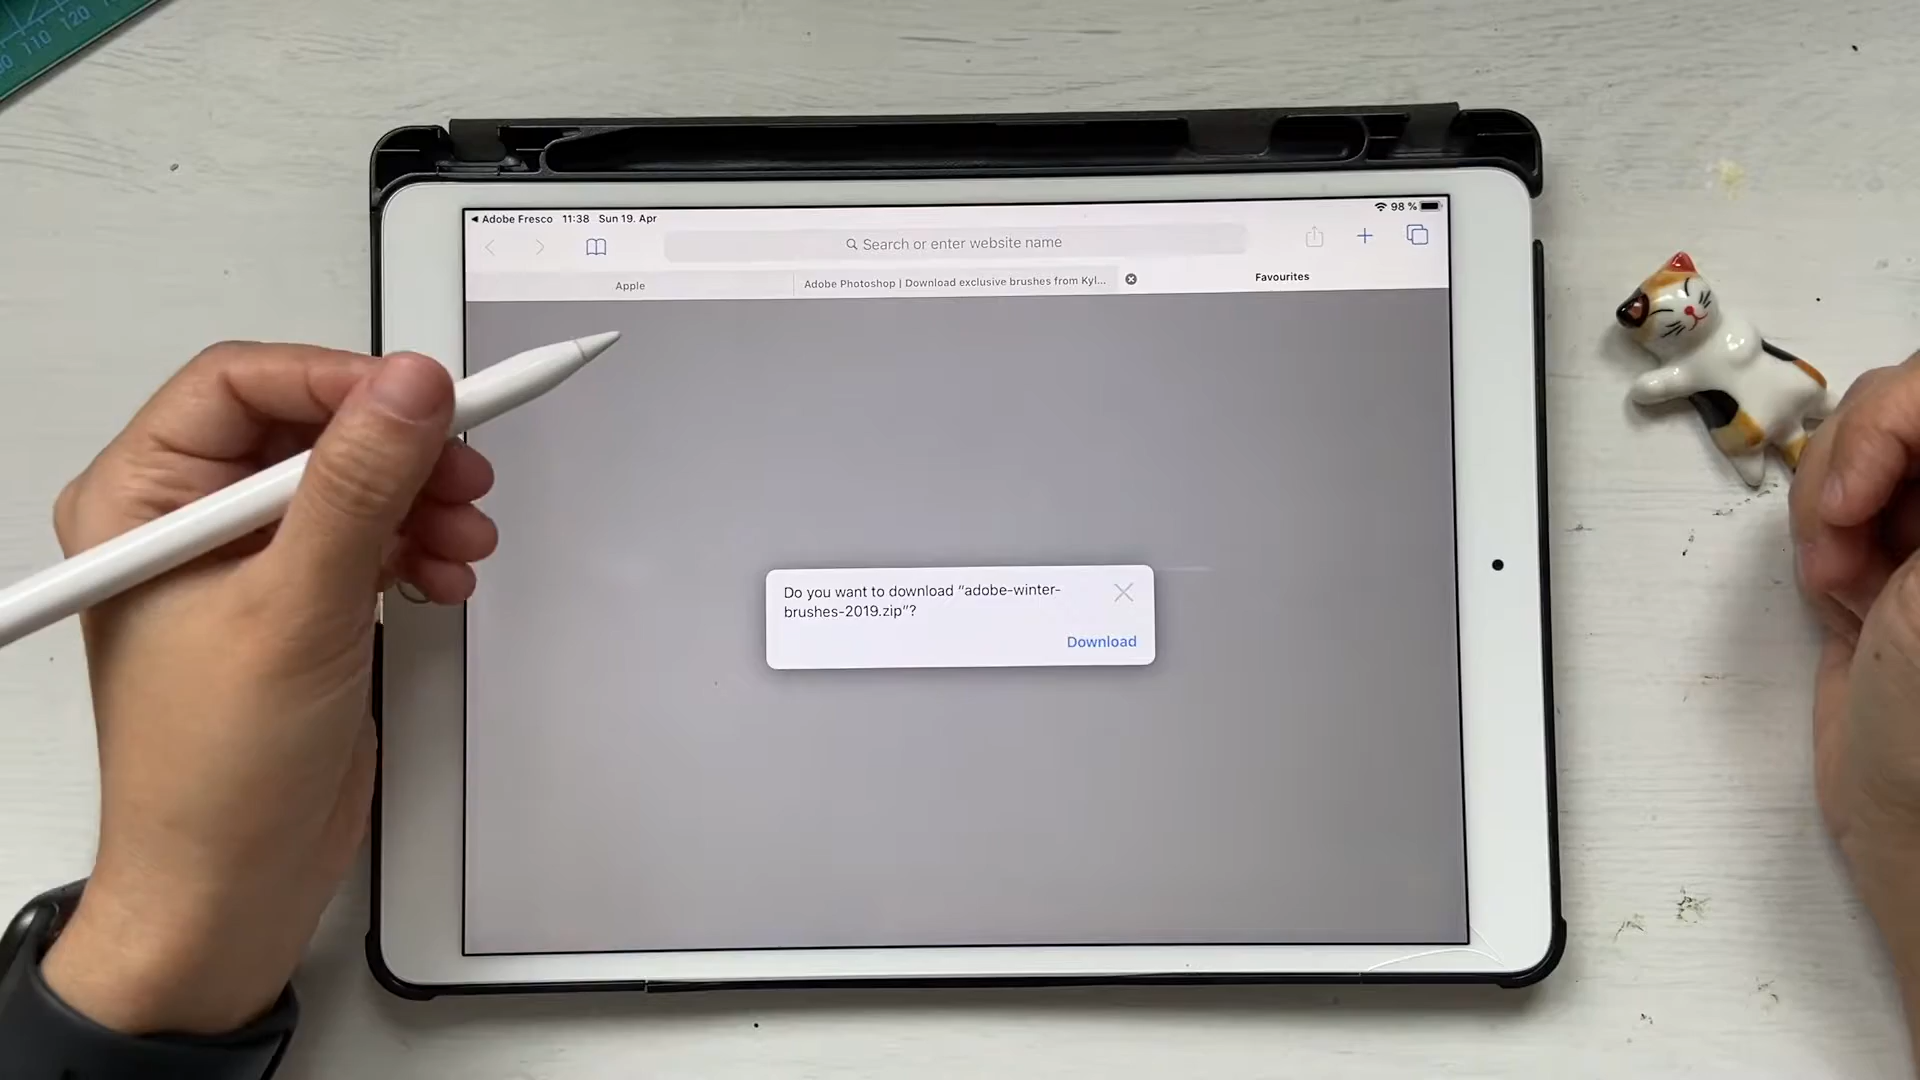 120
110
Adobe Fresco 11:38 Sun 19. Apr 98 %
Search or enter website name
Apple
Adobe Photoshop | Download exclusive brushes from Kyl...
Favourites
Do you want to download “adobe-winter-
brushes-2019.zip”?
Download